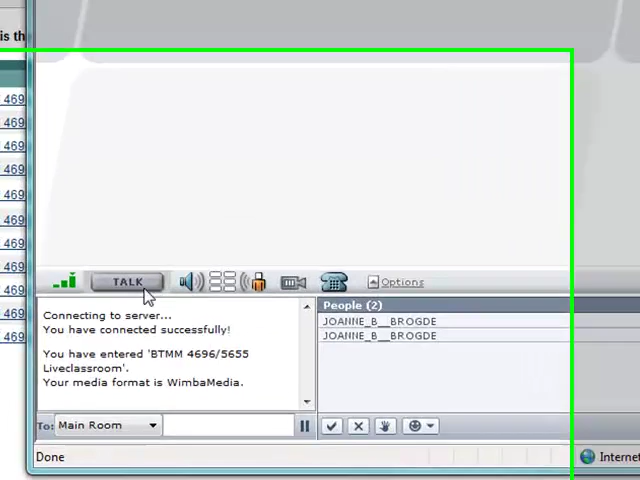 is th
469
469
469
469
469
469
469
469
469
469
469
TALK
Options
Connecting to server...
You have connected successfully!
You have entered 'BTMM 4696/5655
Liveclassroom'.
Your media format is WimbaMedia.
People (2)
JOANNE_B__BROGDE
JOANNE_B__BROGDE
To: Main Room
Done
Internet